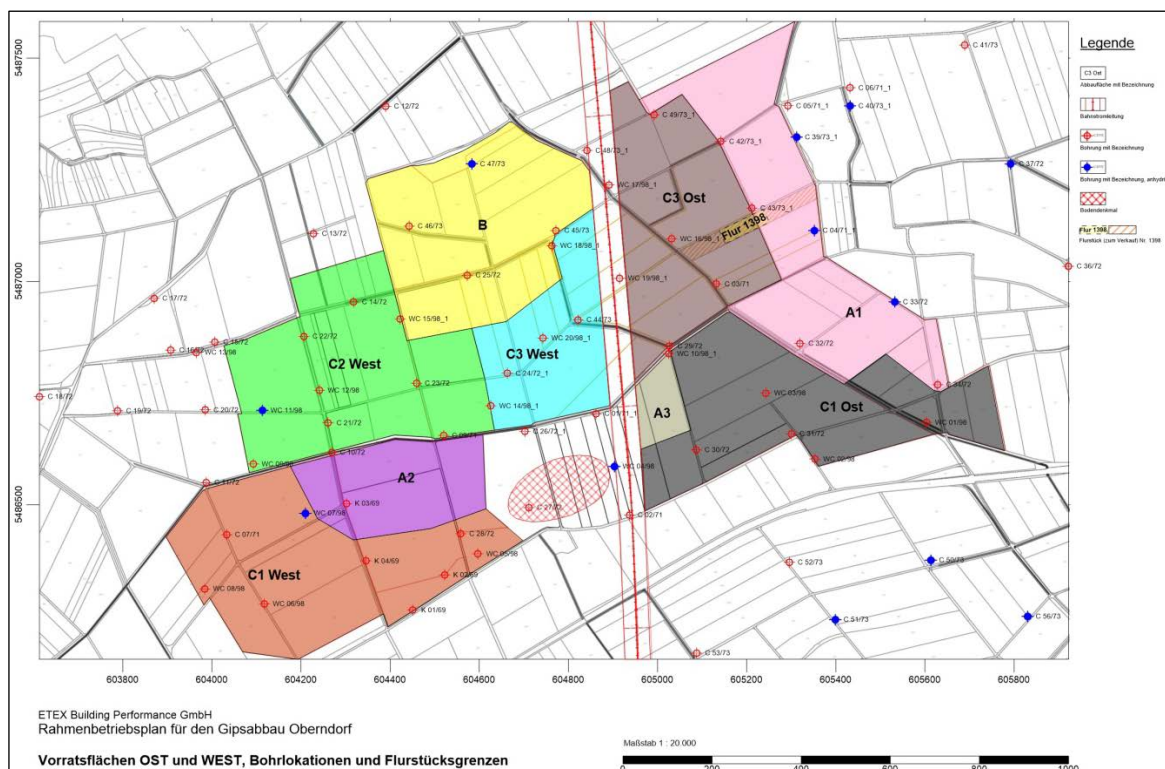 5487500
5487000
5486500
C 41/73
C 06/71_1
C 05/71_1
C 40/73_1
C 12/72
C 49/73_1
C 39/73_1
C 42/73_1
C 48/73_1
C 47/73
C 37/72
WC 17/98_1
C3 Ost
C 43/73_1
B
C 46/73
C 45/73
Flur 1398
C 04/71_1
C 13/72
WC 18/98_1
WC 16/98_1
C 36/72
C 25/72
WC 19/98_1
C 03/71
C 17/72
C 14/72
C 33/72
WC 15/98_1
C 44/73
A1
C 22/72
WC 20/98_1
C 29/72
C 32/72
WC 13/98
WC 10/98_1
C3 West
C2 West
C 24/72_1
C 23/72
WC 12/98
WC 03/98
C 34/72
C 19/72
C 20/72
WC 11/98
WC 14/98_1
C1 Ost
C 01/71_1
A3
C 21/72
WC 01/98
C 26/72_1
C 31/72
C 10/72
C 30/72
WC 02/98
WC 09/98
WC 04/98
A2
C 11/72
K 03/69
C 27/73
WC 07/98
C 02/71
C 07/71
C 28/72
WC 05/98
K 04/69
C 52/73
C 50/73
C1 West
K 02/69
WC 08/98
WC 06/98
K 01/69
C 51/73
C 56/73
C 53/73
603800 604000 604200 604400 604600 604800 605000 605200 605400 605600 605800
Legende
C3 Ost
Abbaufläche mit Bezeichnung
Bahnstromleitung
Bohrung mit Bezeichnung
Bohrung mit Bezeichnung, anhydri
Bodendenkmal
Flur 1398
Flurstück (zum Verkauf) Nr. 1398
ETEX Building Performance GmbH
Rahmenbetriebsplan für den Gipsabbau Oberndorf
Vorratsflächen OST und WEST, Bohrlokationen und Flurstücksgrenzen
Maßstab 1 : 20.000
0 200 400 600 800 1000